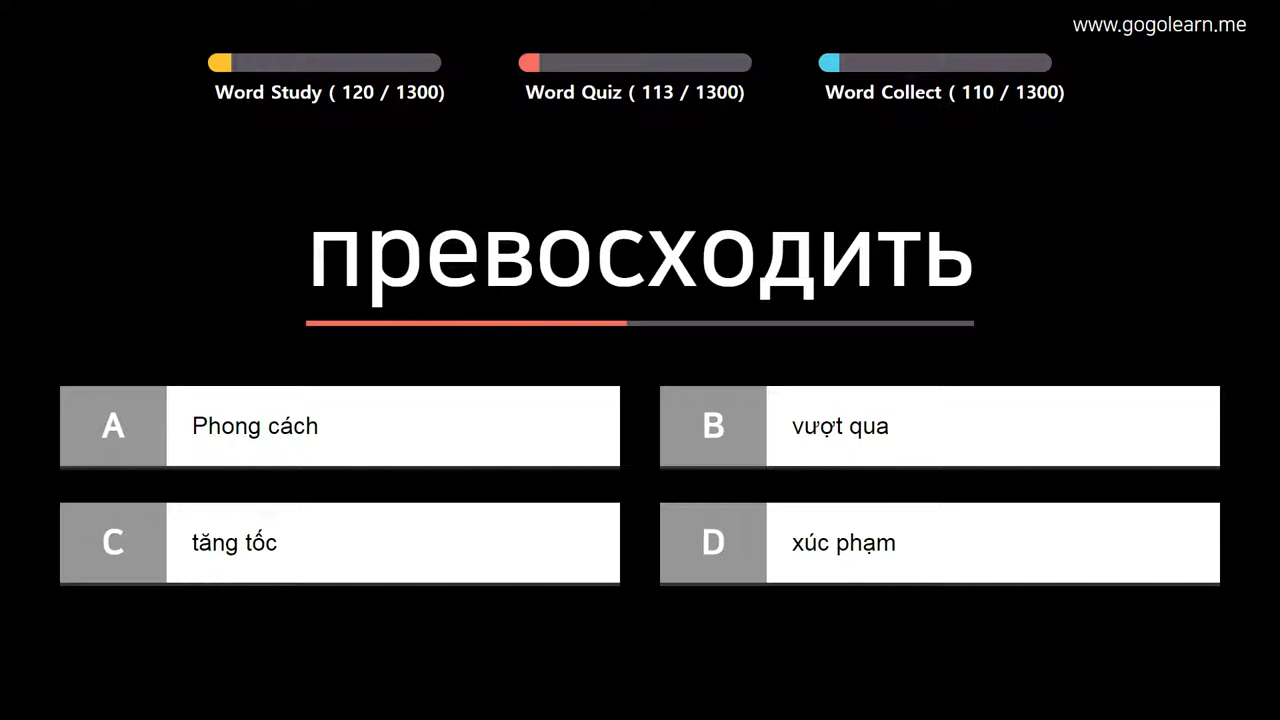 www.gogolearn.me
Word Study ( 120 / 1300)
Word Quiz ( 113 / 1300)
Word Collect ( 110 / 1300)
превосходить
A Phong cách
B vượt qua
C tăng tốc
D xúc phạm